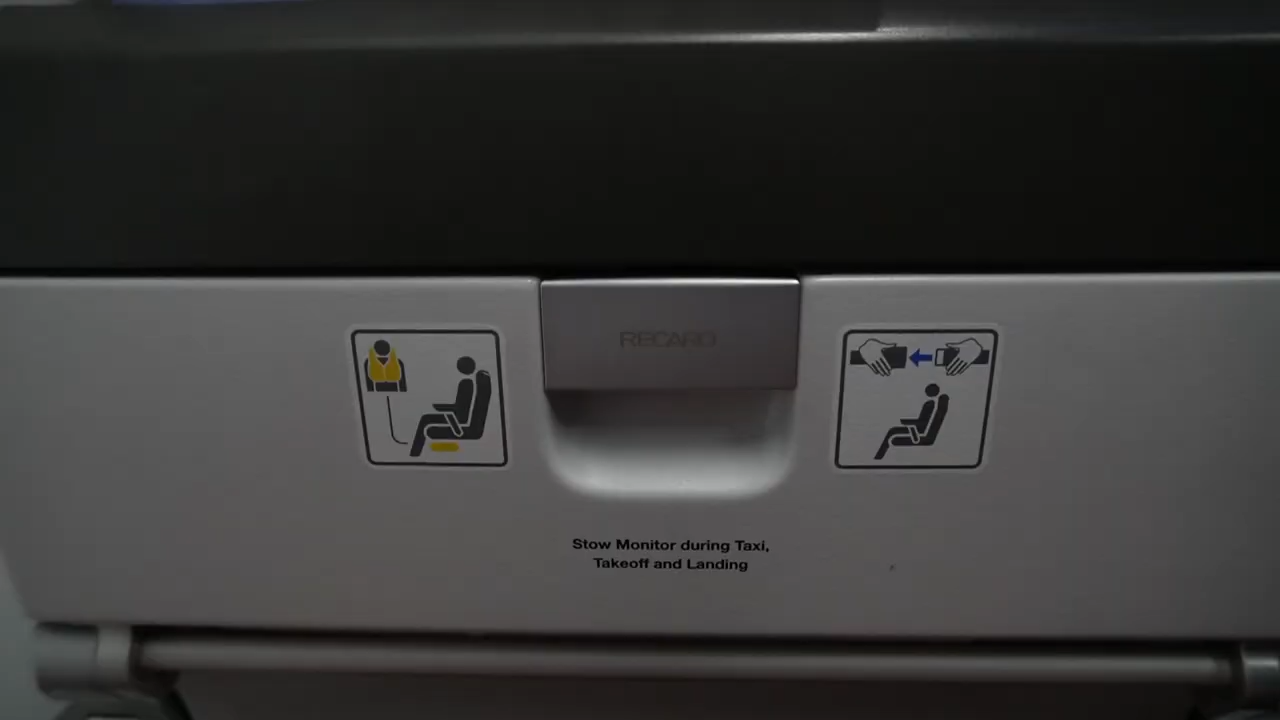 RECARO
Stow Monitor during Taxi,
Takeoff and Landing